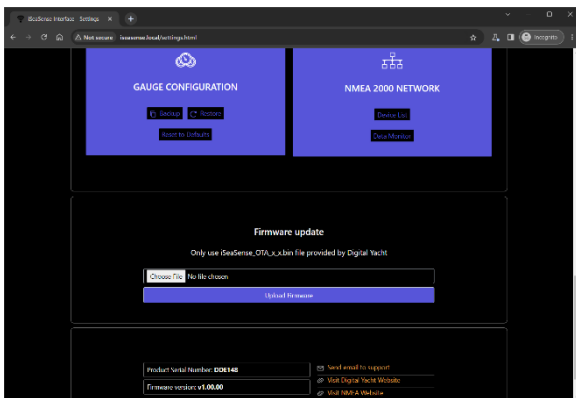 iSeaSense Interface - Settings
Not secure iseasense.local/settings.html
Incognito
GAUGE CONFIGURATION
Backup
Restore
Reset to Defaults
NMEA 2000 NETWORK
Device List
Data Monitor
Firmware update
Only use iSeaSense_OTA_x_x.bin file provided by Digital Yacht
Choose File No file chosen
Upload Firmware
Product Serial Number: DDE148
Firmware version: v1.00.00
Send email to support
Visit Digital Yacht Website
Visit NMEA Website